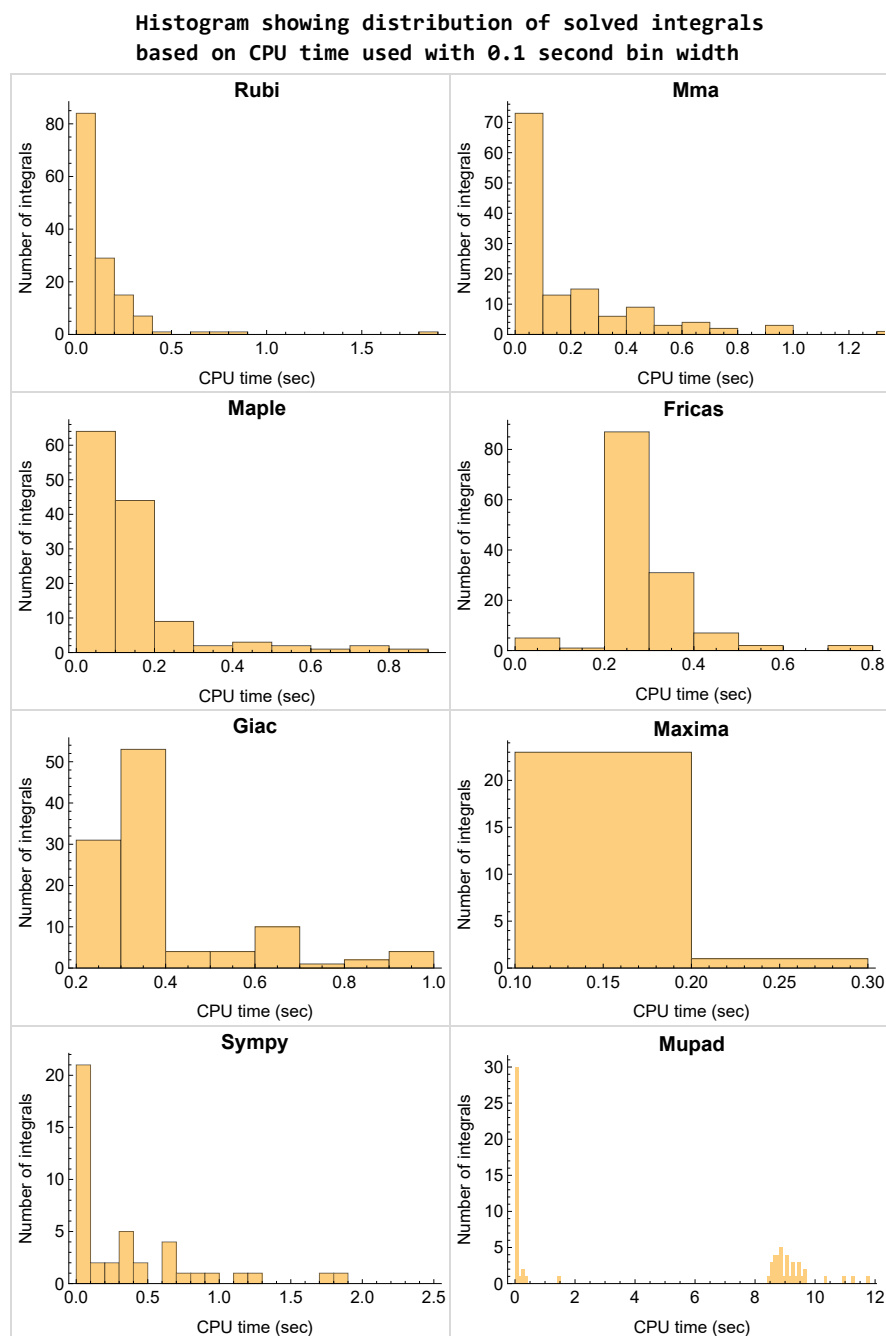 Histogram showing distribution of solved integrals
based on CPU time used with 0.1 second bin width
Rubi
Number of integrals
80
60
40
20
0
0.0 0.5 1.0 1.5
CPU time (sec)
Mma
Number of integrals
70
60
50
40
30
20
10
0
0.0 0.2 0.4 0.6 0.8 1.0 1.2
CPU time (sec)
Maple
Number of integrals
60
50
40
30
20
10
0
0.0 0.2 0.4 0.6 0.8
CPU time (sec)
Fricas
Number of integrals
80
60
40
20
0
0.0 0.2 0.4 0.6 0.8
CPU time (sec)
Giac
Number of integrals
50
40
30
20
10
0
0.2 0.4 0.6 0.8 1.0
CPU time (sec)
Maxima
Number of integrals
20
15
10
5
0
0.10 0.15 0.20 0.25 0.30
CPU time (sec)
Sympy
Number of integrals
20
15
10
5
0
0.0 0.5 1.0 1.5 2.0 2.5
CPU time (sec)
Mupad
Number of integrals
30
25
20
15
10
5
0
0 2 4 6 8 10 12
CPU time (sec)